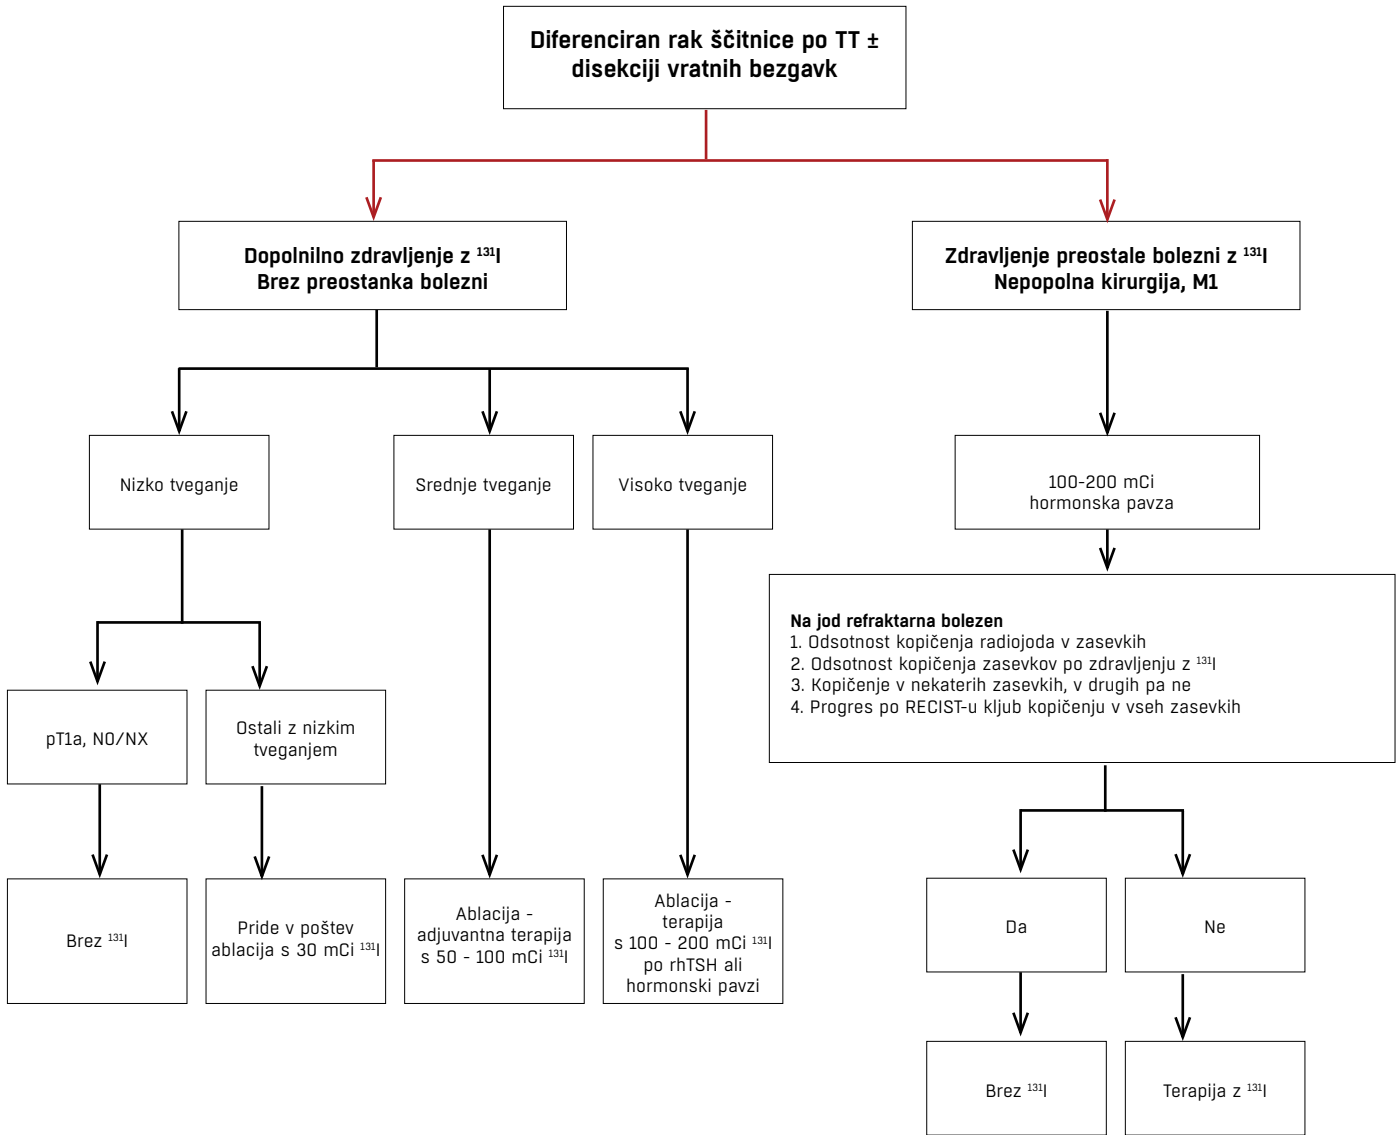 Diferenciran rak ščitnice po TT ±
disekciji vratnih bezgavk
Dopolnilno zdravljenje z ¹³¹I
Brez preostanka bolezni
Zdravljenje preostale bolezni z ¹³¹I
Nepopolna kirurgija, M1
Nizko tveganje
Srednje tveganje
Visoko tveganje
100-200 mCi
hormonska pavza
Na jod refraktarna bolezen
1. Odsotnost kopičenja radiojoda v zasevkih
2. Odsotnost kopičenja zasevkov po zdravljenju z ¹³¹I
3. Kopičenje v nekaterih zasevkih, v drugih pa ne
4. Progres po RECIST-u kljub kopičenju v vseh zasevkih
pT1a, N0/NX
Ostali z nizkim
tveganjem
Brez ¹³¹I
Pride v poštev
ablacija s 30 mCi ¹³¹I
Ablacija -
adjuvantna terapija
s 50 - 100 mCi ¹³¹I
Ablacija -
terapija
s 100 - 200 mCi ¹³¹I
po rhTSH ali
hormonski pavzi
Da
Ne
Brez ¹³¹I
Terapija z ¹³¹I